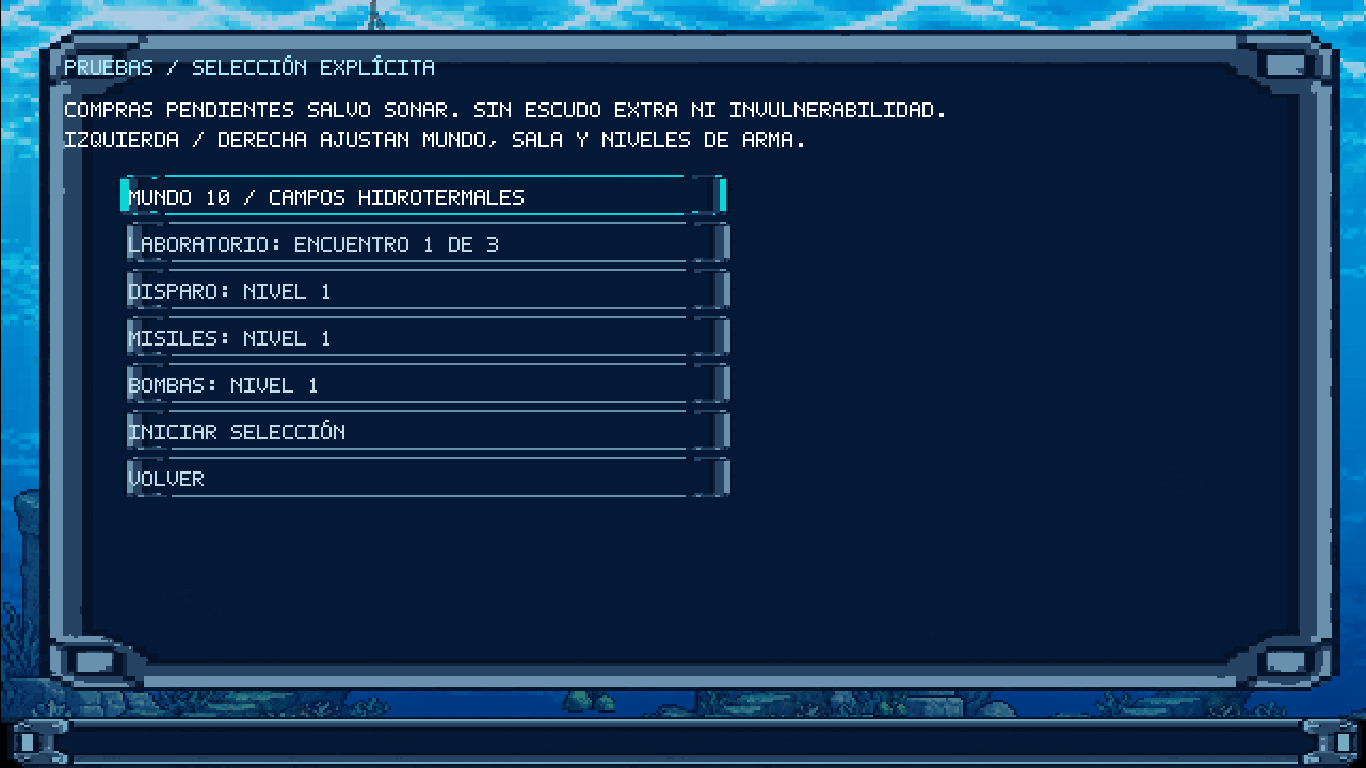 PRUEBAS / SELECCIÓN EXPLÍCITA
COMPRAS PENDIENTES SALVO SONAR. SIN ESCUDO EXTRA NI INVULNERABILIDAD.
IZQUIERDA / DERECHA AJUSTAN MUNDO, SALA Y NIVELES DE ARMA.
MUNDO 10 / CAMPOS HIDROTERMALES
LABORATORIO: ENCUENTRO 1 DE 3
DISPARO: NIVEL 1
MISILES: NIVEL 1
BOMBAS: NIVEL 1
INICIAR SELECCIÓN
VOLVER